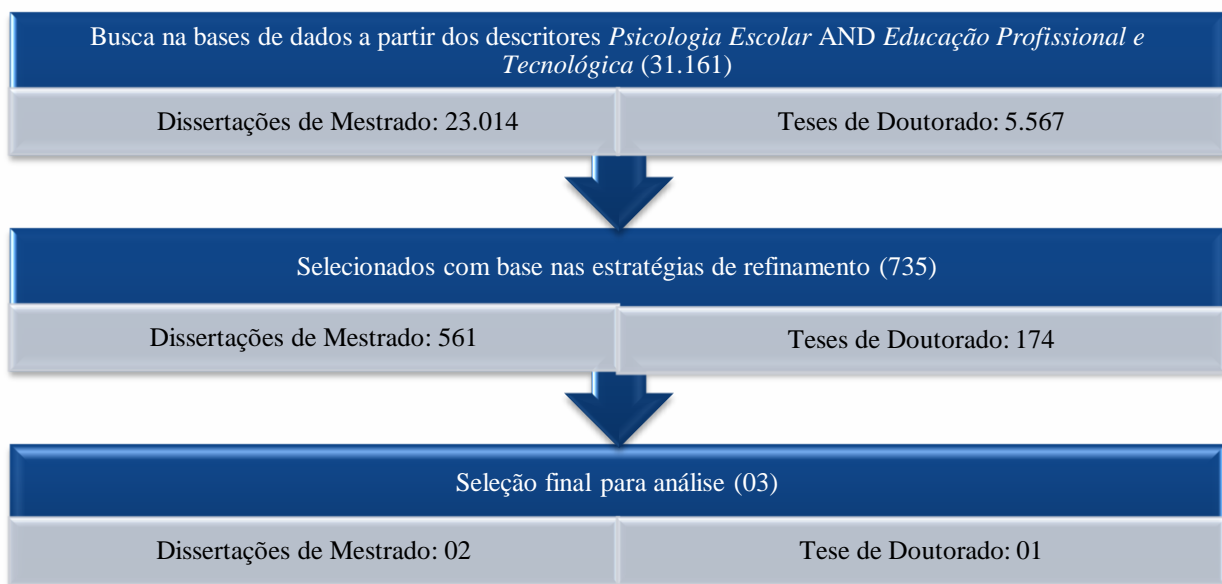 Busca na bases de dados a partir dos descritores Psicologia Escolar AND Educação Profissional e
Tecnológica (31.161)
Dissertações de Mestrado: 23.014
Teses de Doutorado: 5.567
Selecionados com base nas estratégias de refinamento (735)
Dissertações de Mestrado: 561
Teses de Doutorado: 174
Seleção final para análise (03)
Dissertações de Mestrado: 02
Tese de Doutorado: 01